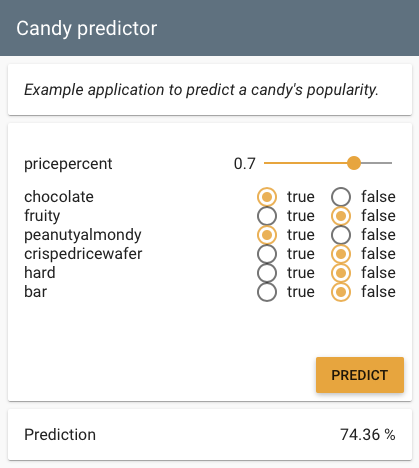 Candy predictor
Example application to predict a candy's popularity.
pricepercent 0.7
chocolate true false
fruity true false
peanutyalmondy true false
crispedricewafer true false
hard true false
bar true false
PREDICT
Prediction 74.36 %